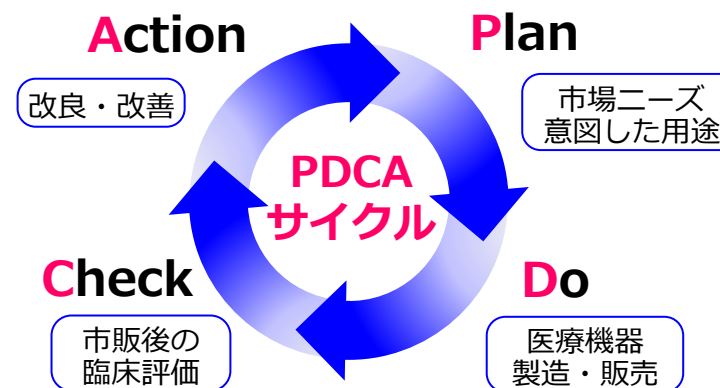 Action
Plan
改良・改善
市場ニーズ
意図した用途
PDCA
サイクル
Check
Do
市販後の
臨床評価
医療機器
製造・販売